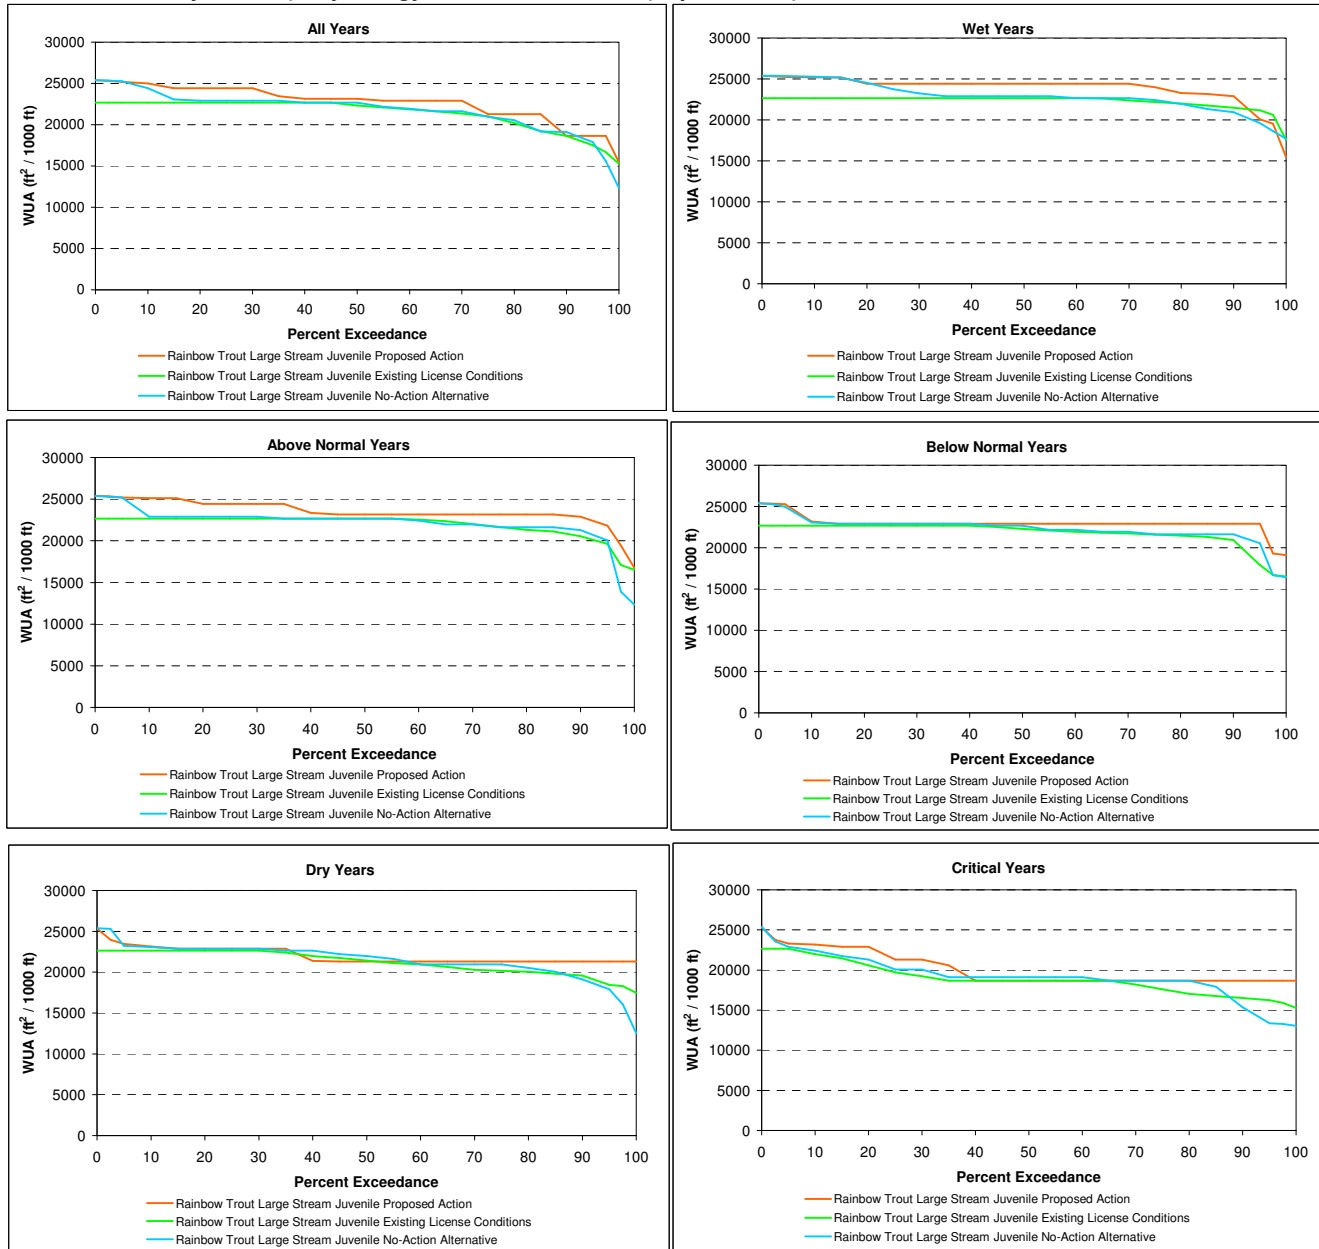 All Years
30000
25000
20000
15000
10000
5000
0
WUA (ft² / 1000 ft)
0 10 20 30 40 50 60 70 80 90 100
Percent Exceedance
Rainbow Trout Large Stream Juvenile Proposed Action
Rainbow Trout Large Stream Juvenile Existing License Conditions
Rainbow Trout Large Stream Juvenile No-Action Alternative
Wet Years
30000
25000
20000
15000
10000
5000
0
WUA (ft² / 1000 ft)
0 10 20 30 40 50 60 70 80 90 100
Percent Exceedance
Rainbow Trout Large Stream Juvenile Proposed Action
Rainbow Trout Large Stream Juvenile Existing License Conditions
Rainbow Trout Large Stream Juvenile No-Action Alternative
Above Normal Years
30000
25000
20000
15000
10000
5000
0
WUA (ft² / 1000 ft)
0 10 20 30 40 50 60 70 80 90 100
Percent Exceedance
Rainbow Trout Large Stream Juvenile Proposed Action
Rainbow Trout Large Stream Juvenile Existing License Conditions
Rainbow Trout Large Stream Juvenile No-Action Alternative
Below Normal Years
30000
25000
20000
15000
10000
5000
0
WUA (ft² / 1000 ft)
0 10 20 30 40 50 60 70 80 90 100
Percent Exceedance
Rainbow Trout Large Stream Juvenile Proposed Action
Rainbow Trout Large Stream Juvenile Existing License Conditions
Rainbow Trout Large Stream Juvenile No-Action Alternative
Dry Years
30000
25000
20000
15000
10000
5000
0
WUA (ft² / 1000 ft)
0 10 20 30 40 50 60 70 80 90 100
Percent Exceedance
Rainbow Trout Large Stream Juvenile Proposed Action
Rainbow Trout Large Stream Juvenile Existing License Conditions
Rainbow Trout Large Stream Juvenile No-Action Alternative
Critical Years
30000
25000
20000
15000
10000
5000
0
WUA (ft² / 1000 ft)
0 10 20 30 40 50 60 70 80 90 100
Percent Exceedance
Rainbow Trout Large Stream Juvenile Proposed Action
Rainbow Trout Large Stream Juvenile Existing License Conditions
Rainbow Trout Large Stream Juvenile No-Action Alternative